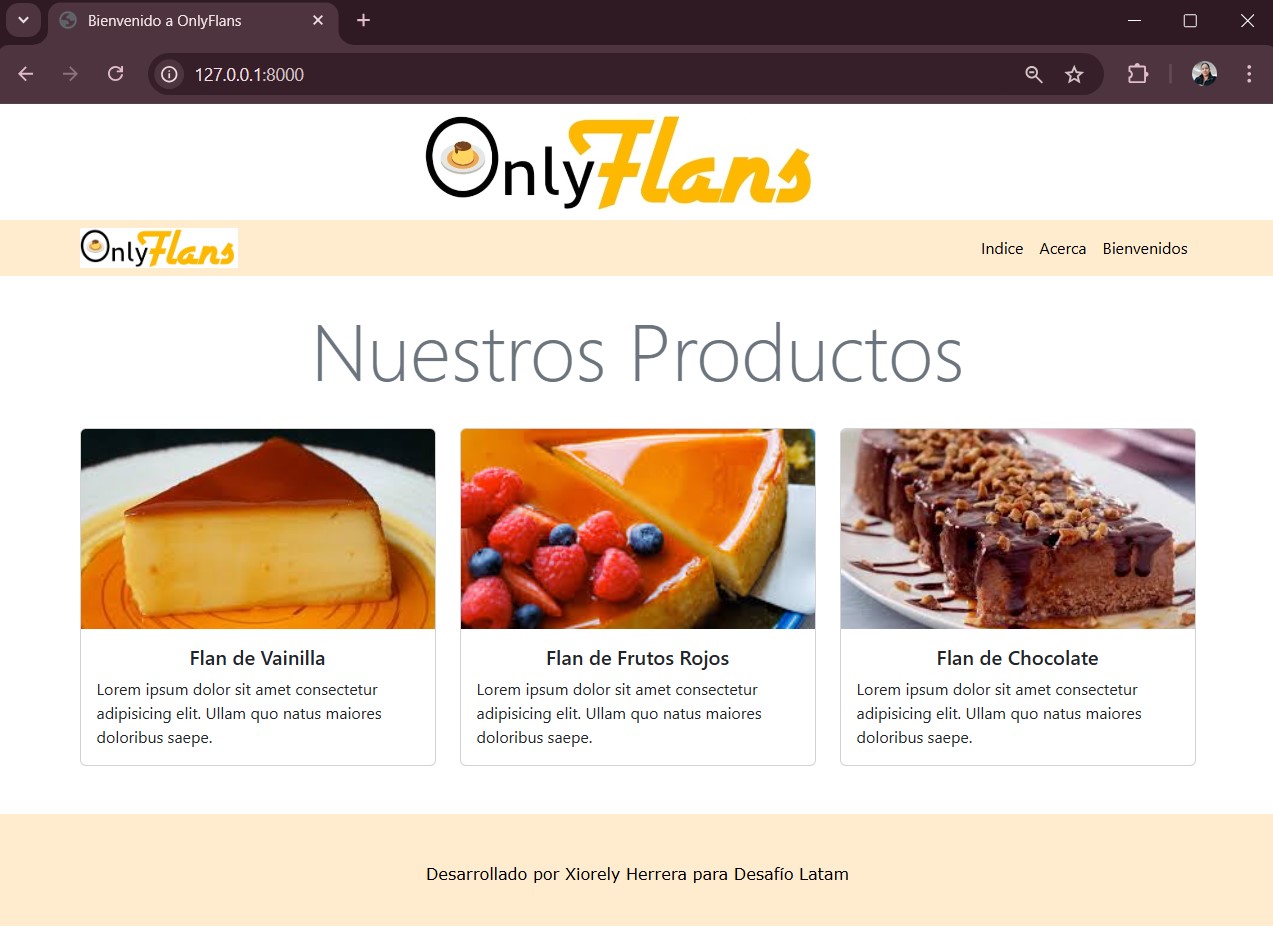 Bienvenido a OnlyFlans
127.0.0.1:8000
OnlyFlans
OnlyFlans
Indice Acerca Bienvenidos
Nuestros Productos
Flan de Vainilla
Lorem ipsum dolor sit amet consectetur
adipisicing elit. Ullam quo natus maiores
doloribus saepe.
Flan de Frutos Rojos
Lorem ipsum dolor sit amet consectetur
adipisicing elit. Ullam quo natus maiores
doloribus saepe.
Flan de Chocolate
Lorem ipsum dolor sit amet consectetur
adipisicing elit. Ullam quo natus maiores
doloribus saepe.
Desarrollado por Xiorely Herrera para Desafío Latam